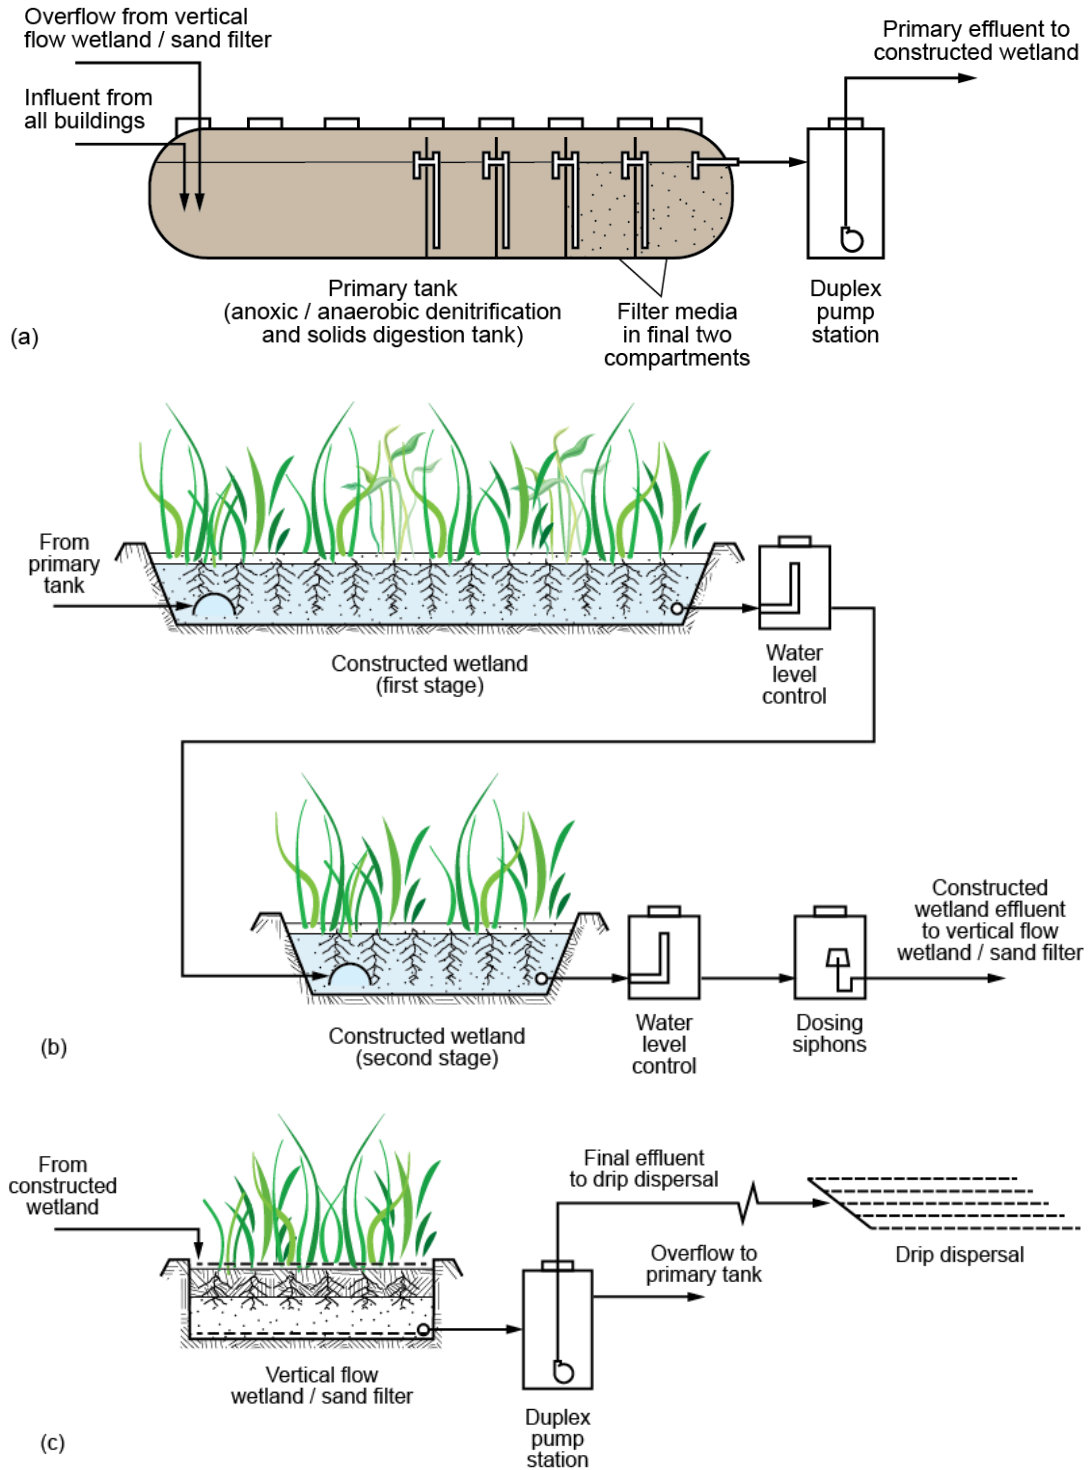 Overflow from vertical
flow wetland / sand filter
Influent from
all buildings
Primary effluent to
constructed wetland
Primary tank
(anoxic / anaerobic denitrification
and solids digestion tank)
Filter media
in final two
compartments
Duplex
pump
station
(a)
From
primary
tank
Constructed wetland
(first stage)
Water
level
control
Constructed wetland
(second stage)
Water
level
control
Dosing
siphons
Constructed
wetland effluent
to vertical flow
wetland / sand filter
(b)
From
constructed
wetland
Vertical flow
wetland / sand filter
Final effluent
to drip dispersal
Overflow to
primary tank
Drip dispersal
Duplex
pump
station
(c)